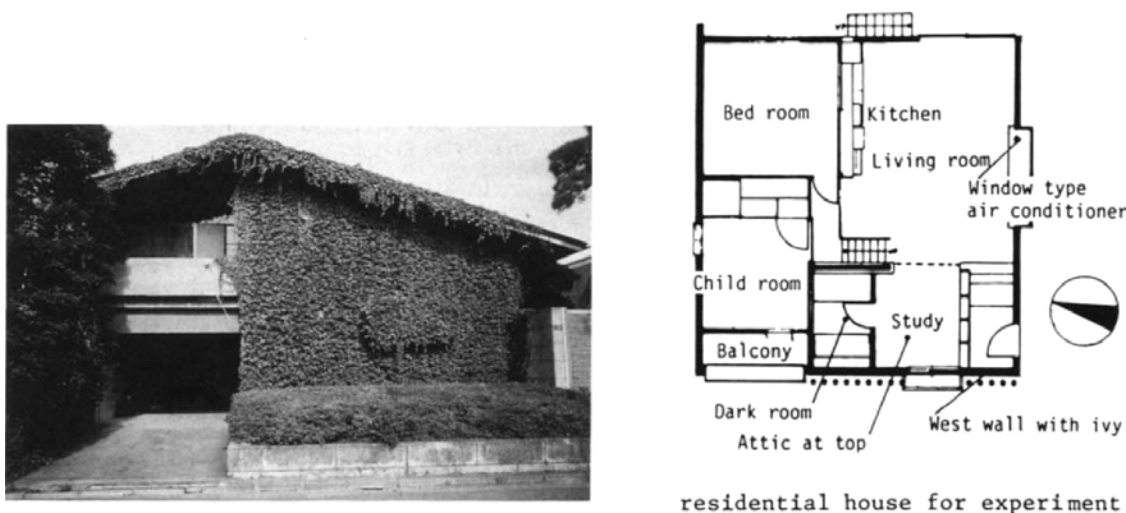 Bed room
Kitchen
Living room
Window type
air conditioner
Child room
Study
Balcony
Dark room
Attic at top
West wall with ivy
residential house for experiment